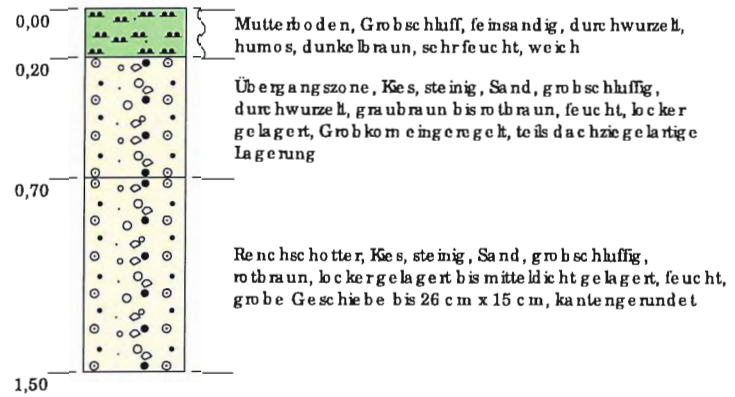 0,00
Mutterboden, Grobschluff, feinsandig, durchwurzelt,
humos, dunkelbraun, sehr feucht, weich
0,20
Übergangszone, Kies, steinig, Sand, grobschluffig,
durchwurzelt, graubraun bis rotbraun, feucht, locker
gelagert, Grobkorn eingeregelt, teils dachziegelartige
Lagerung
0,70
Renchschotter, Kies, steinig, Sand, grobschluffig,
rotbraun, locker gelagert bis mitteldicht gelagert, feucht,
grobe Geschiebe bis 26 cm x 15 cm, kantengerundet
1,50